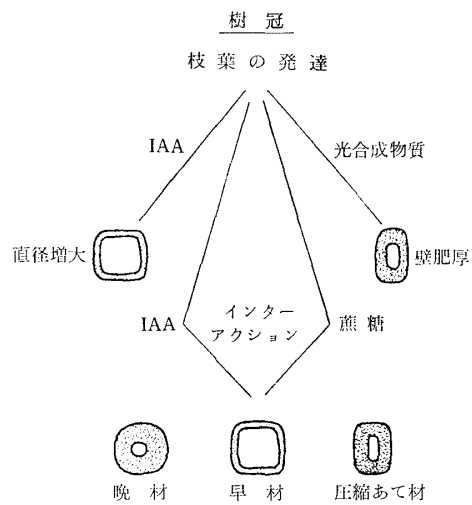 樹冠
枝葉の発達
IAA
光合成物質
直径増大
壁肥厚
IAA
インター
アクション
蔗糖
晩材
早材
圧縮あて材